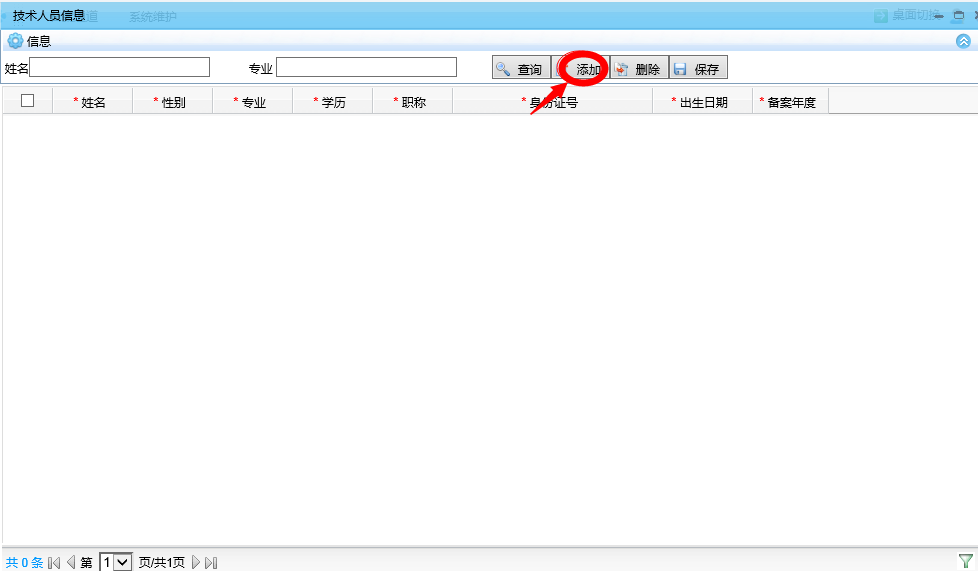 技术人员信息 道 系统维护 桌面切换
信息
姓名 专业 查询 添加 删除 保存
* 姓名 * 性别 * 专业 * 学历 * 职称 * 身份证号 * 出生日期 * 备案年度
共 0 条 第 1 页/共1页